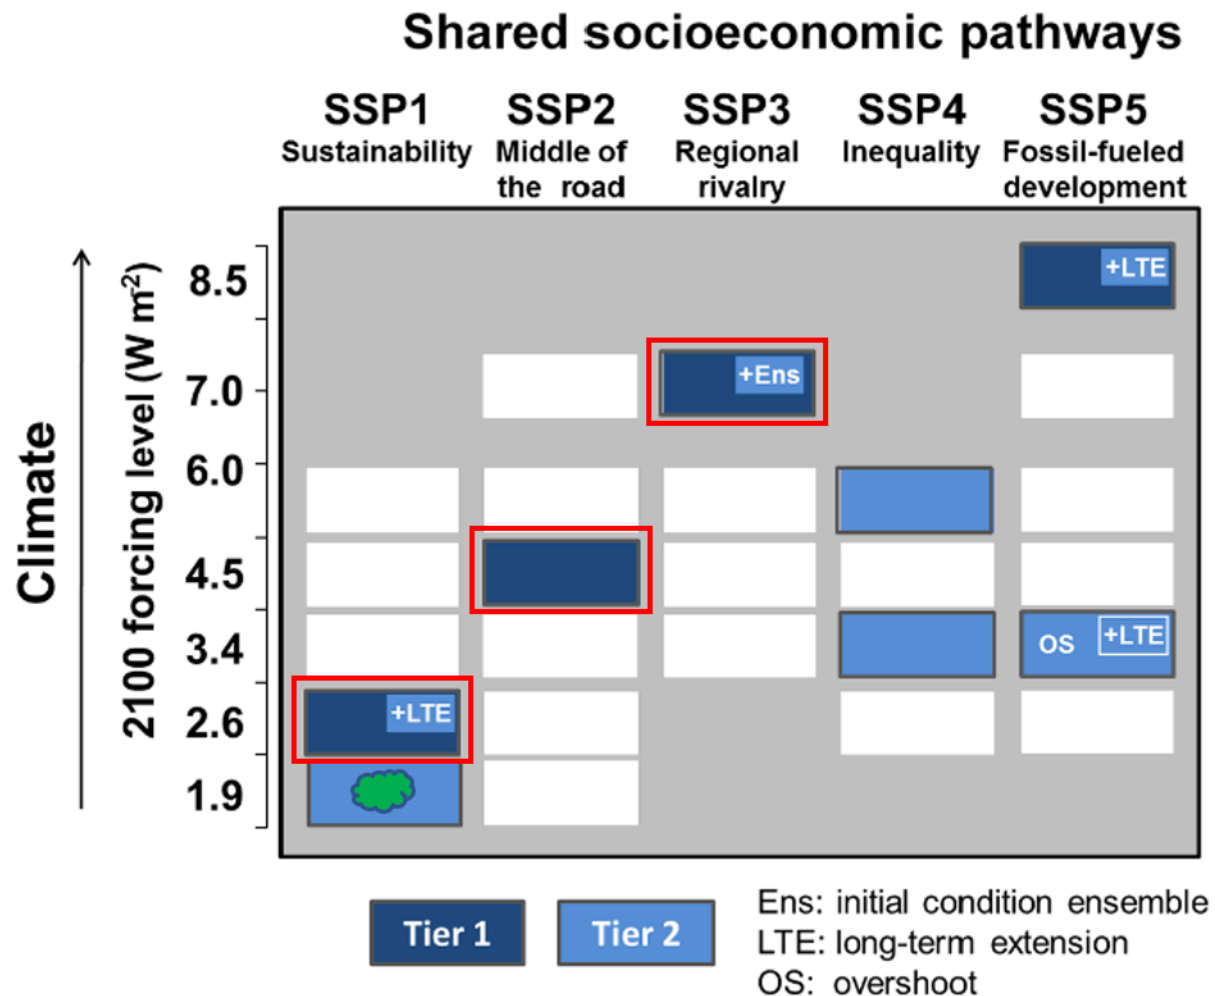 Shared socioeconomic pathways
SSP1 SSP2 SSP3 SSP4 SSP5
Sustainability Middle of Regional Inequality Fossil-fueled
the road rivalry development
Climate
2100 forcing level (W m-2)
8.5 +LTE
7.0 +Ens
6.0
4.5
3.4 OS +LTE
2.6 +LTE
1.9
Tier 1 Tier 2
Ens: initial condition ensemble
LTE: long-term extension
OS: overshoot